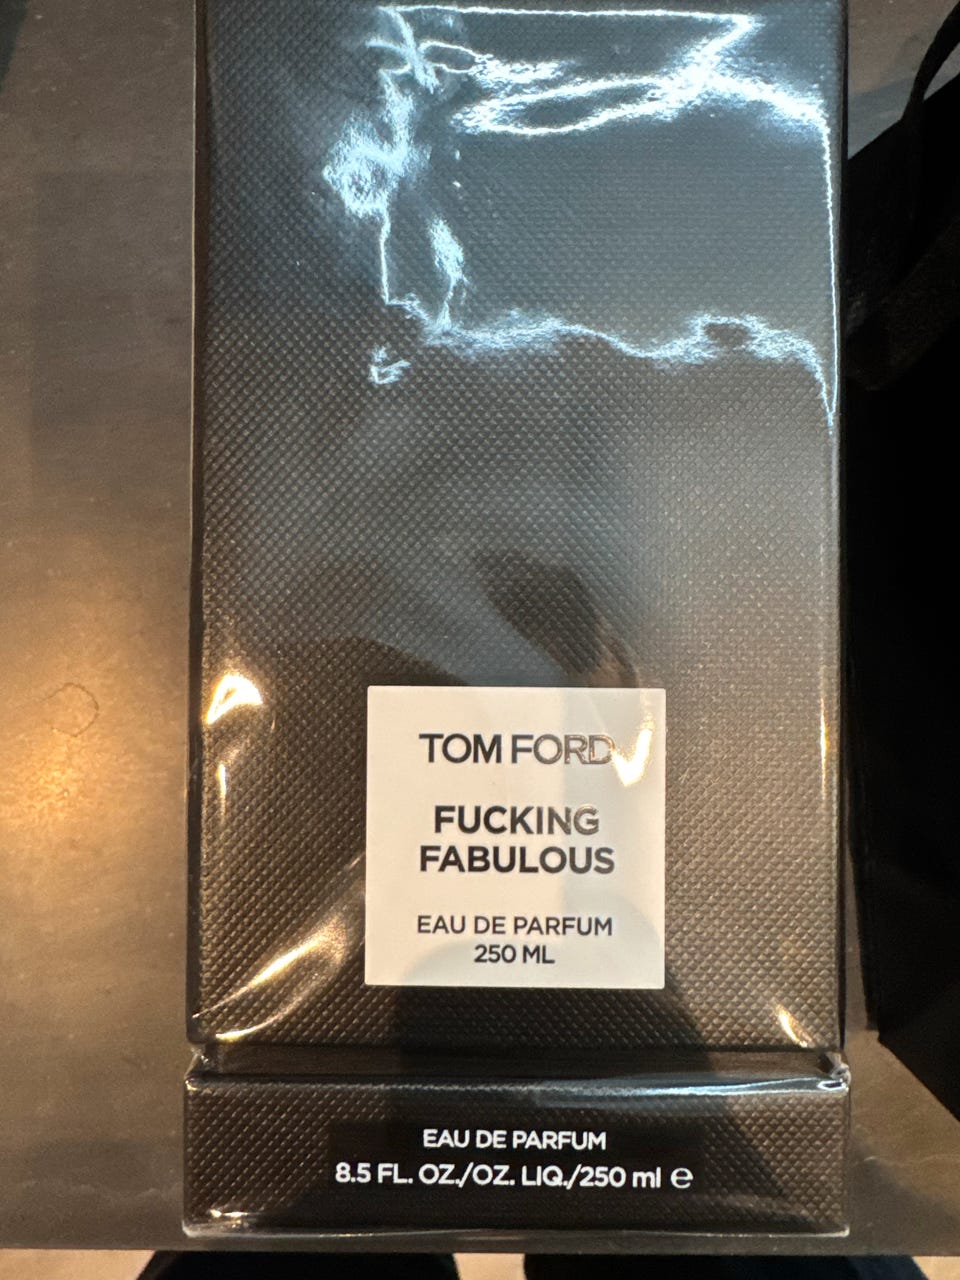 TOM FORD
FUCKING
FABULOUS
EAU DE PARFUM
250 ML
EAU DE PARFUM
8.5 FL. OZ./OZ. LIQ./250 ml ℮